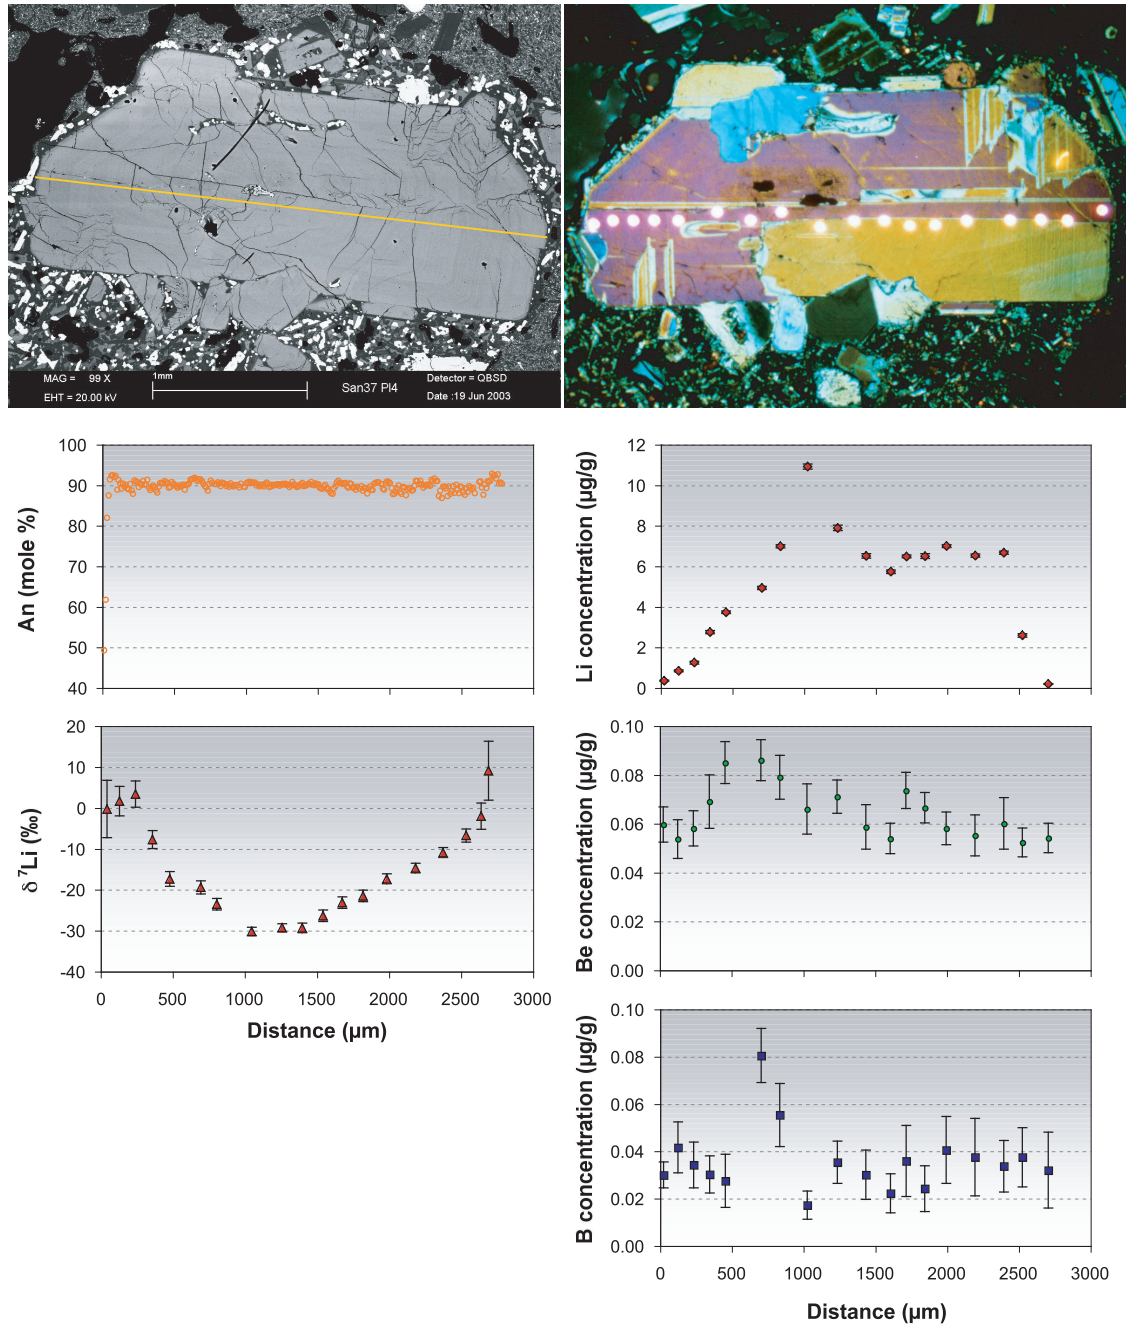 MAG = 99 X
1mm
Detector = QBSD
EHT = 20.00 kV
San37 Pl4
Date :19 Jun 2003
An (mole %)
100
90
80
70
60
50
40
Li concentration (µg/g)
12
10
8
6
4
2
0
δ 7Li (‰)
20
10
0
-10
-20
-30
-40
0 500 1000 1500 2000 2500 3000
Distance (µm)
Be concentration (µg/g)
0.10
0.08
0.06
0.04
0.02
0.00
B concentration (µg/g)
0.10
0.08
0.06
0.04
0.02
0.00
0 500 1000 1500 2000 2500 3000
Distance (µm)